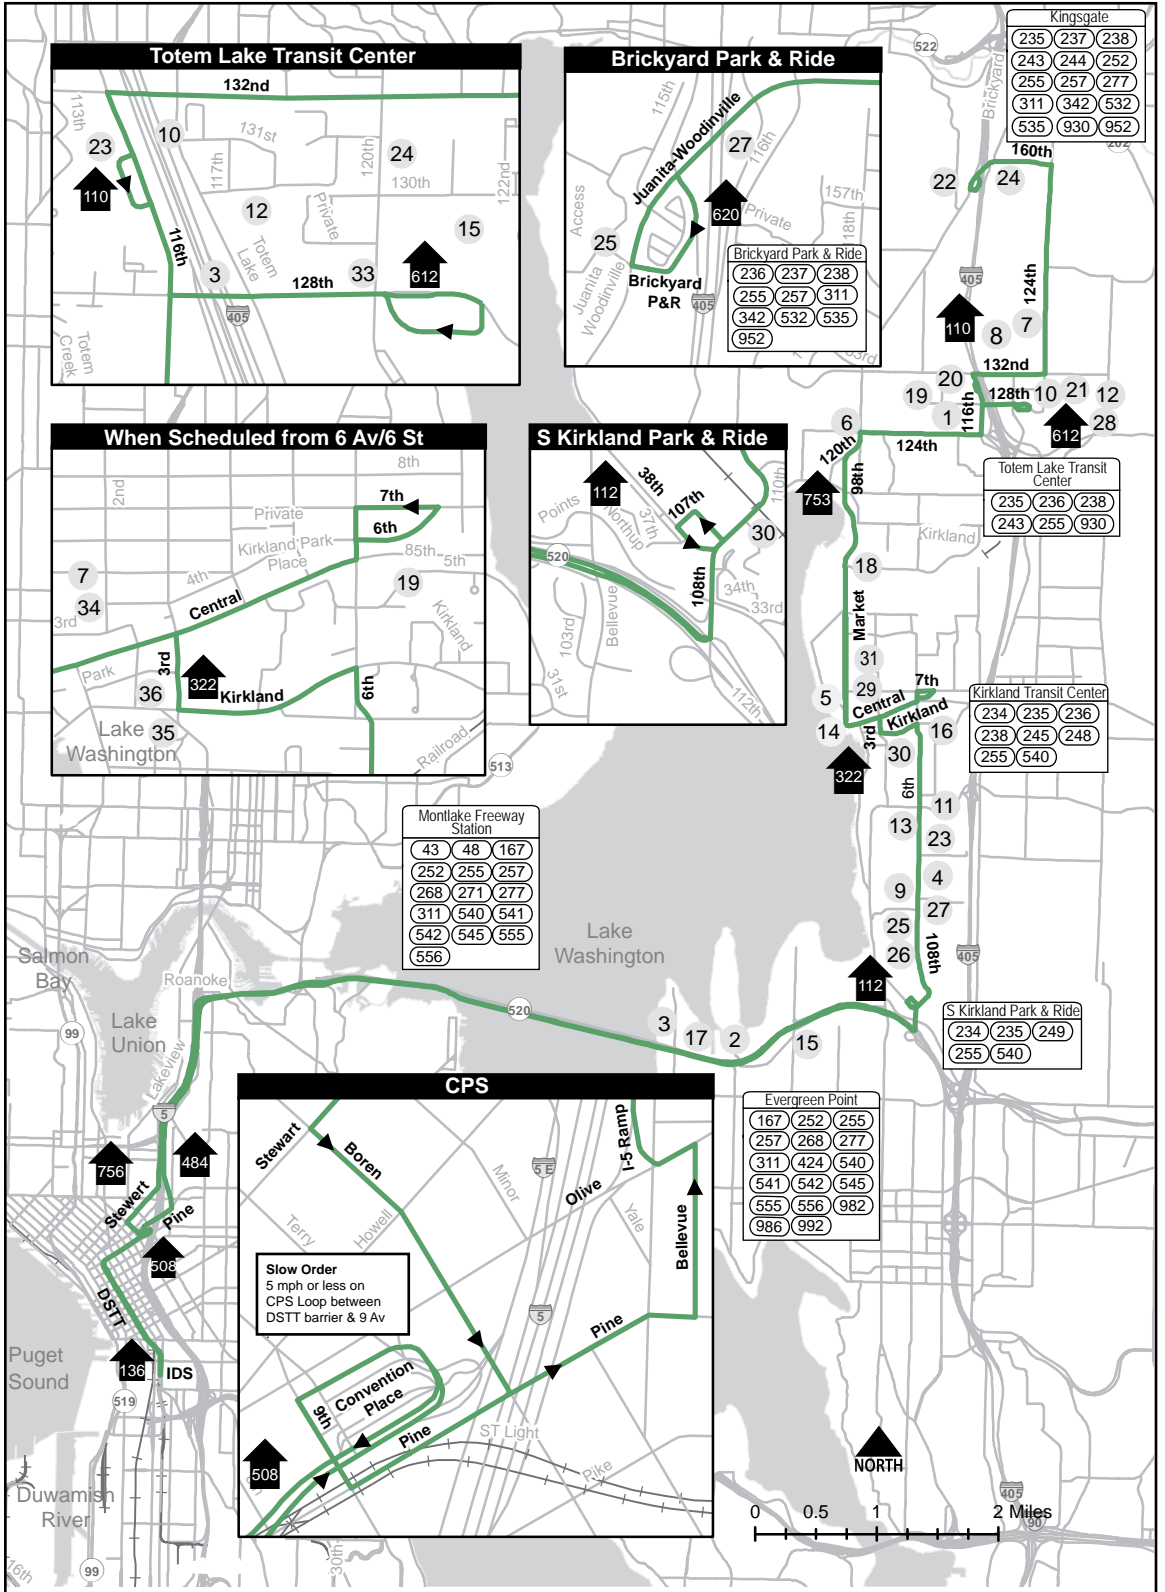 Totem Lake Transit Center
132nd
113th
10
131st
23
24
120th
117th
130th
122nd
110
12
Private
15
116th
Totem
Lake
3
33
612
128th
405
Totem
Creek
Brickyard Park & Ride
115th
Juanita-Woodinville
27
116th
157th
Access
620
Private
118th
25
Brickyard
P&R
Juanita
Woodinville
405
Brickyard Park & Ride
236 237 238
255 257 311
342 532 535
952
522
Brickyard
Kingsgate
235 237 238
243 244 252
255 257 277
311 342 532
535 930 952
202
160th
22
24
405
124th
110
8
7
132nd
20
19
128th
10
21
12
1
116th
612
28
6
120th
124th
98th
753
Totem Lake Transit
Center
235 236 238
243 255 930
Kirkland
18
Market
31
29
7th
5
Central
Kirkland
14
3rd
16
30
322
Kirkland Transit Center
234 235 236
238 245 248
255 540
6th
11
13
23
4
9
27
25
26
108th
405
112
S Kirkland Park & Ride
234 235 249
255 540
When Scheduled from 6 Av/6 St
8th
2nd
7th
Private
6th
Kirkland Park
Place
85th
5th
7
4th
19
34
3rd
Central
Kirkland
Park
3rd
322
36
Kirkland
6th
Lake
Washington
35
Railroad
513
S Kirkland Park & Ride
112
38th
110th
107th
Points
37th
Northup
30
520
108th
34th
33rd
103rd
Bellevue
31st
112th
Montlake Freeway
Station
43 48 167
252 255 257
268 271 277
311 540 541
542 545 555
556
Lake
Washington
Salmon
Bay
Roanoke
99
Lake
Union
520
3
17
2
15
Lakeview
5
756
484
Stewert
Pine
508
DSTT
136
IDS
Puget
Sound
519
Duwamish
River
99
16th
30th
CPS
Stewart
Boren
I-5 Ramp
5 E
Minor
Olive
Terry
Howell
Yale
Bellevue
Slow Order
5 mph or less on
CPS Loop between
DSTT barrier & 9 Av
5
Pine
Convention
Place
9th
Pine
ST Light
508
Pike
Evergreen Point
167 252 255
257 268 277
311 424 540
541 542 545
555 556 982
986 992
NORTH
405
90
0 0.5 1 2 Miles